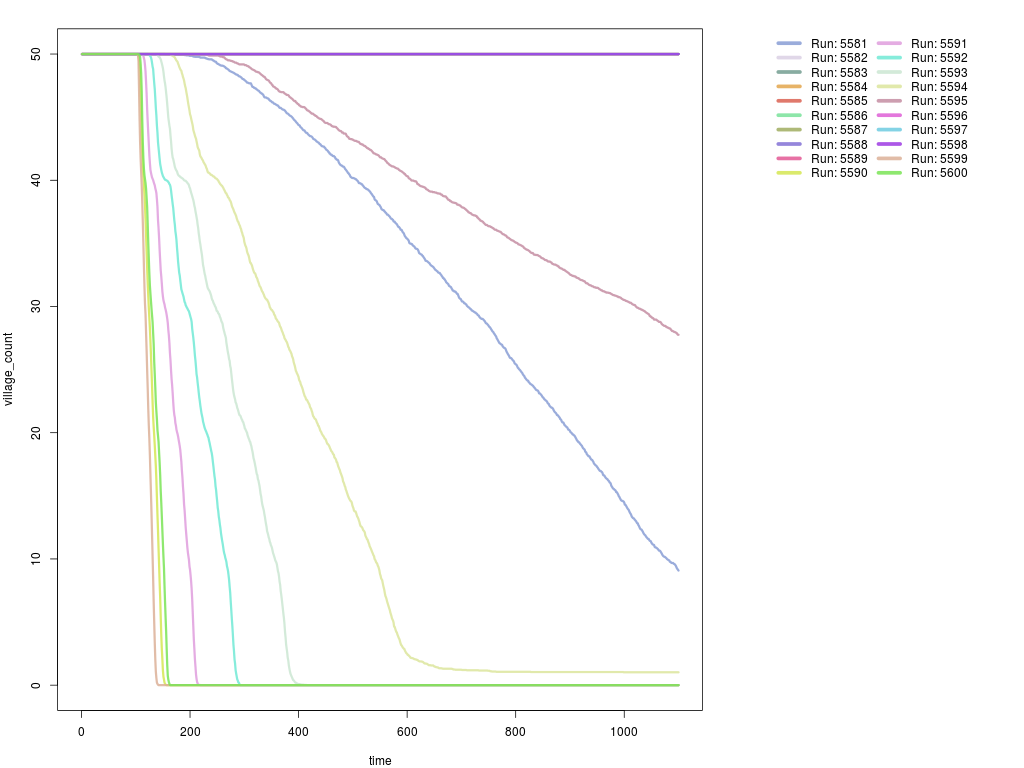 Run: 5581
Run: 5582
Run: 5583
Run: 5584
Run: 5585
Run: 5586
Run: 5587
Run: 5588
Run: 5589
Run: 5590
Run: 5591
Run: 5592
Run: 5593
Run: 5594
Run: 5595
Run: 5596
Run: 5597
Run: 5598
Run: 5599
Run: 5600
village_count
50
40
30
20
10
0
0 200 400 600 800 1000
time